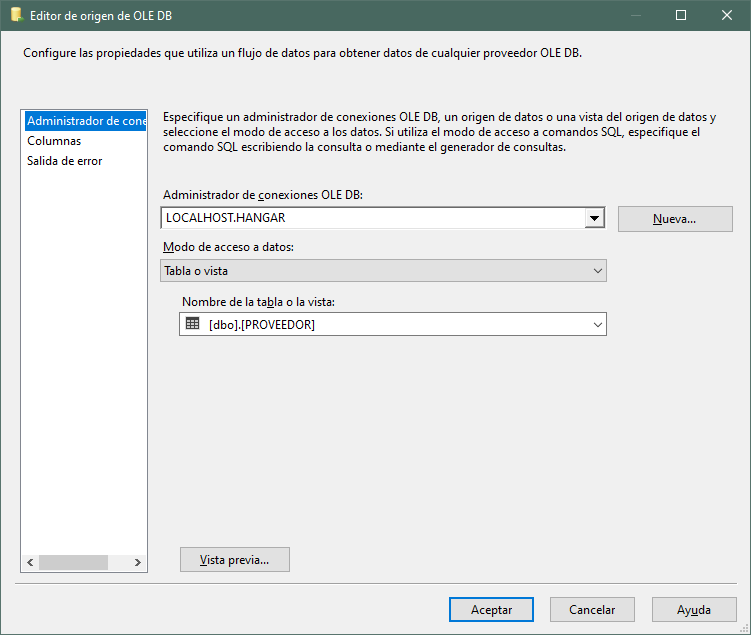 Editor de origen de OLE DB
Configure las propiedades que utiliza un flujo de datos para obtener datos de cualquier proveedor OLE DB.
Administrador de cone
Columnas
Salida de error
Especifique un administrador de conexiones OLE DB, un origen de datos o una vista del origen de datos y
seleccione el modo de acceso a los datos. Si utiliza el modo de acceso a comandos SQL, especifique el
comando SQL escribiendo la consulta o mediante el generador de consultas.
Administrador de conexiones OLE DB:
LOCALHOST.HANGAR
Nueva...
Modo de acceso a datos:
Tabla o vista
Nombre de la tabla o la vista:
[dbo].[PROVEEDOR]
Vista previa...
Aceptar
Cancelar
Ayuda